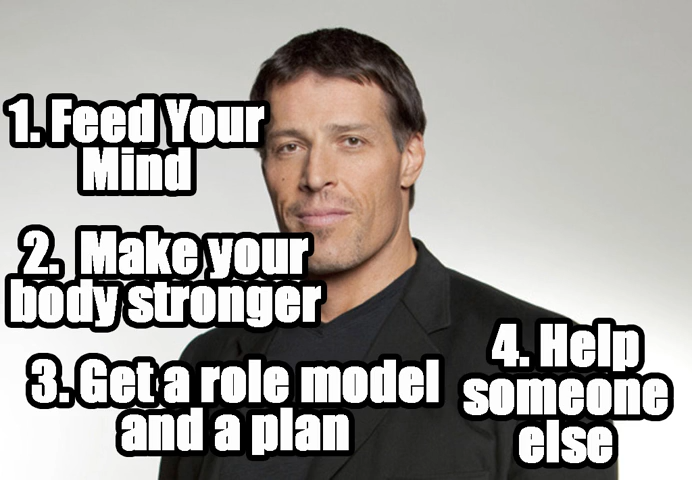 1. Feed Your
Mind
2. Make your
body stronger
3. Get a role model
and a plan
4. Help
someone
else